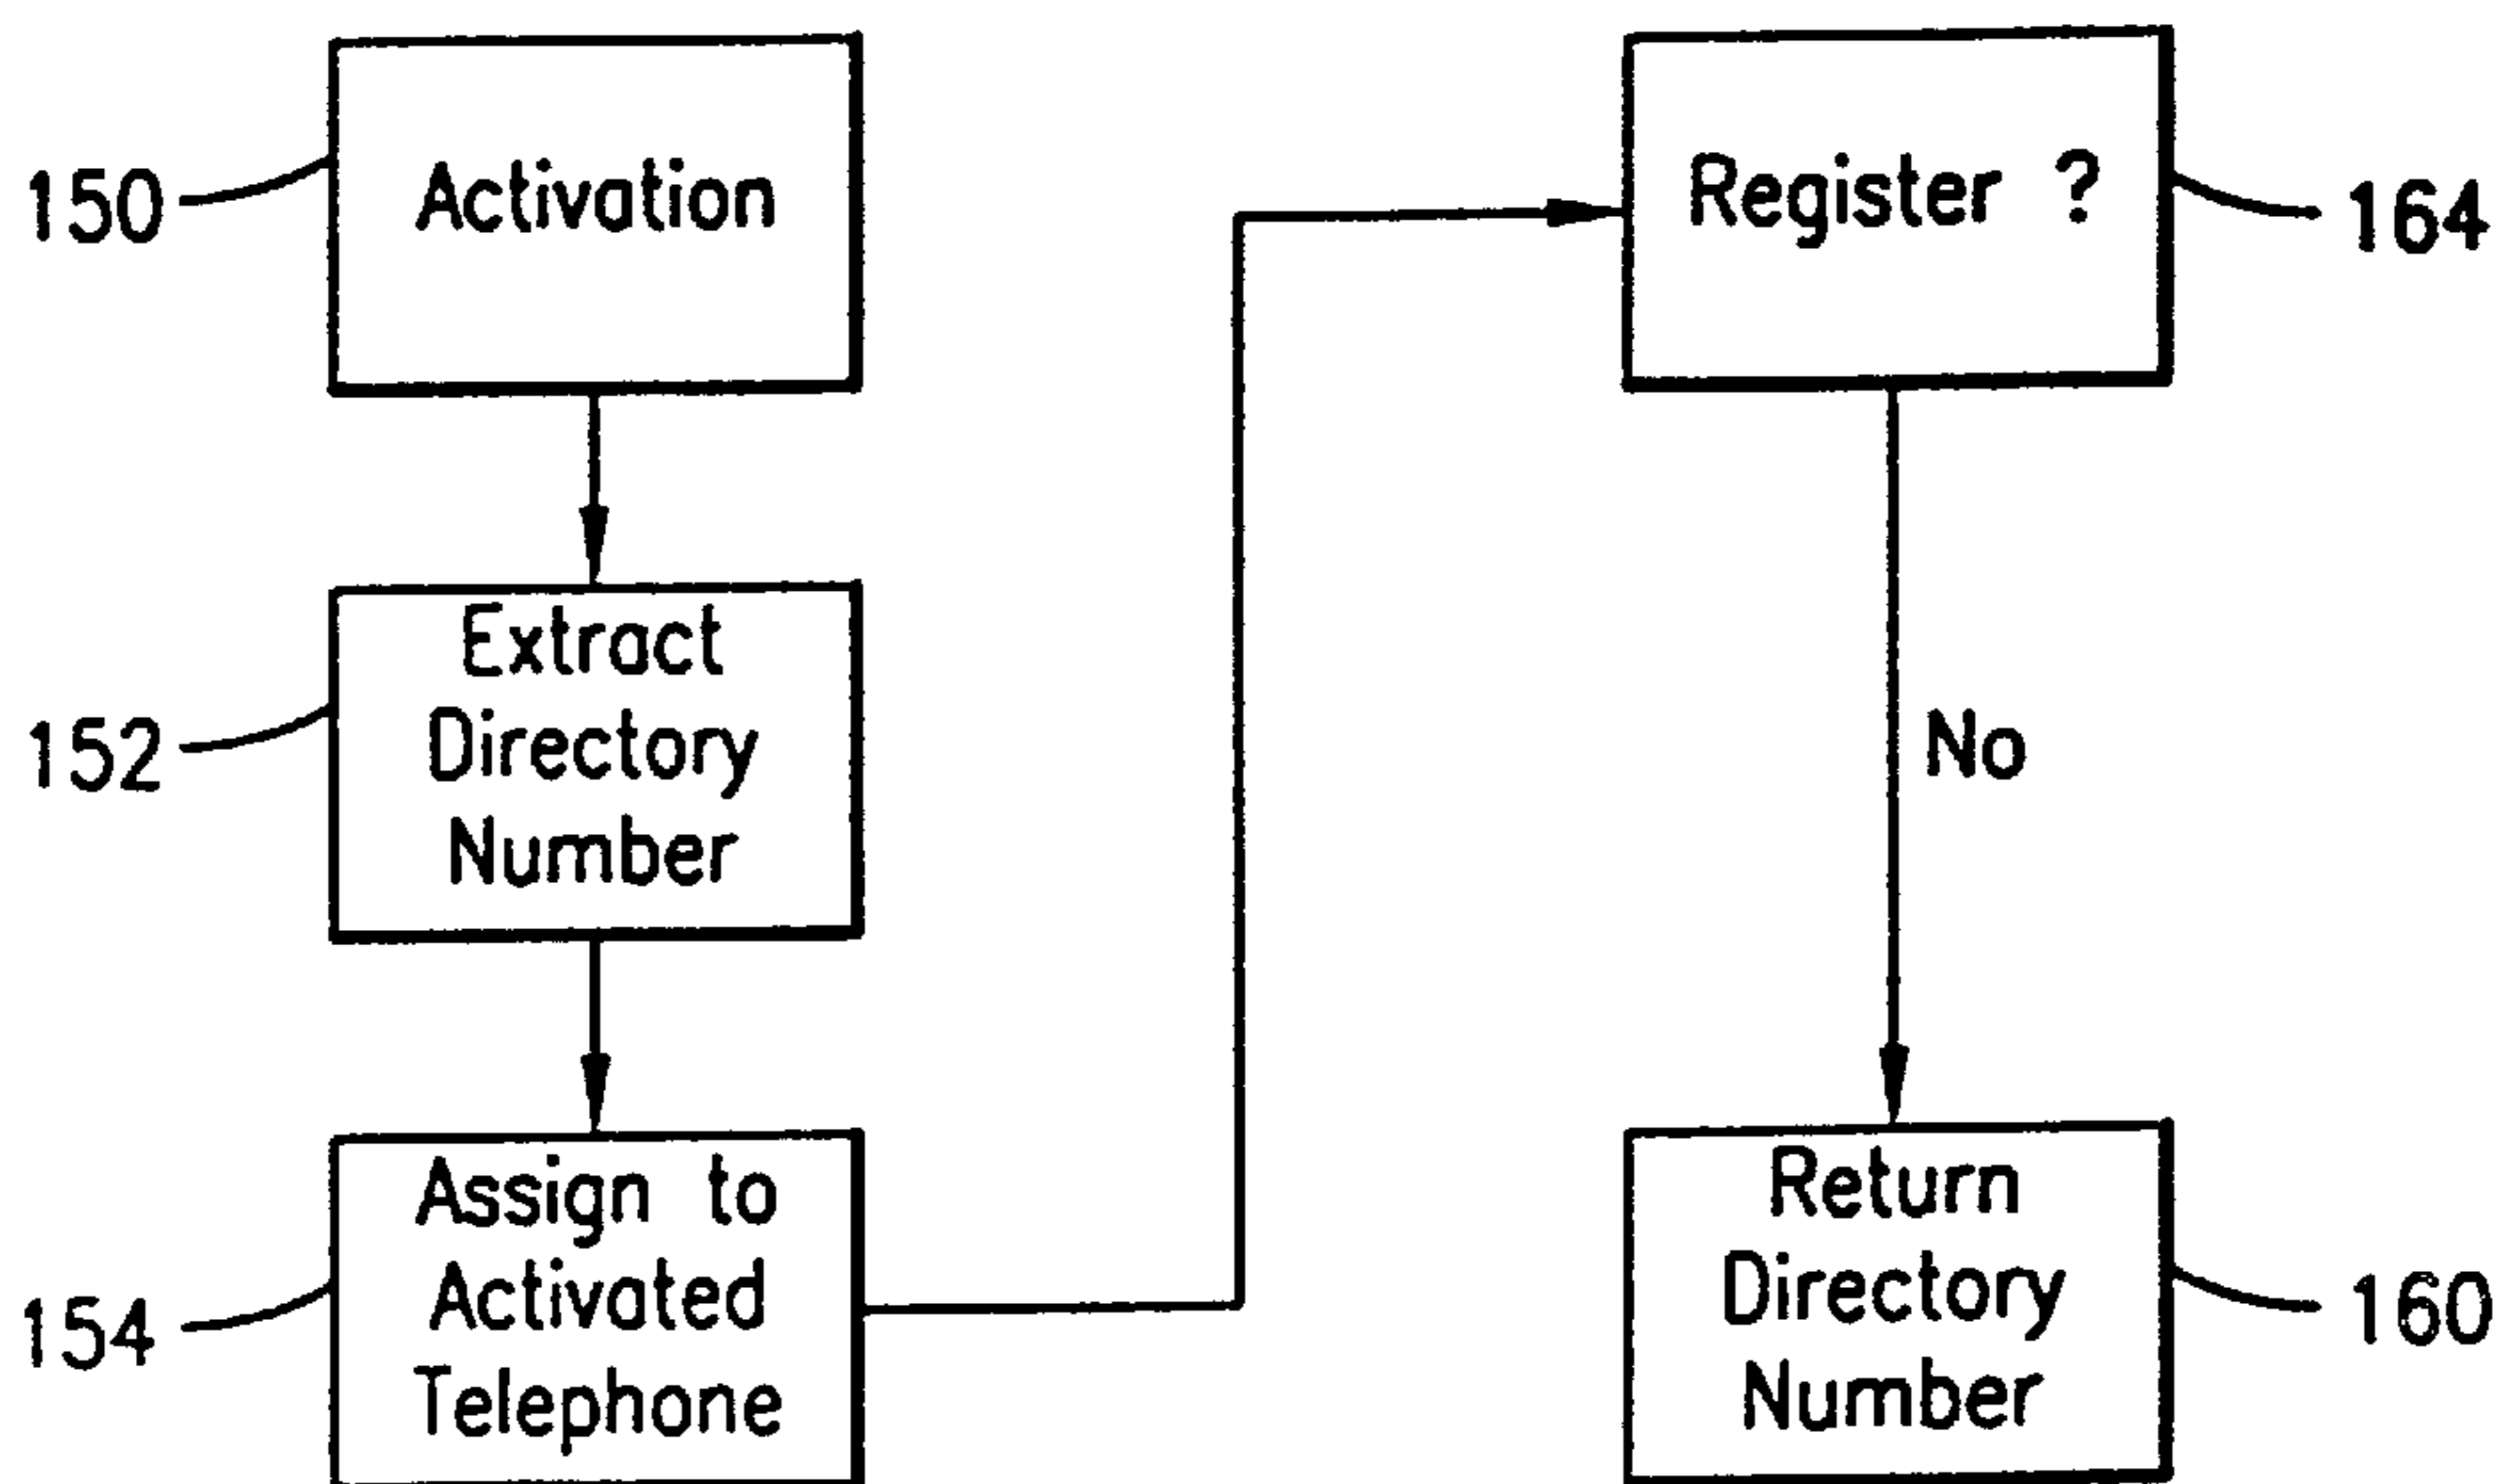 150
Activation
152
Extract
Directory
Number
154
Assign to
Activated
Telephone
Register ?
164
No
Return
Directory
Number
160